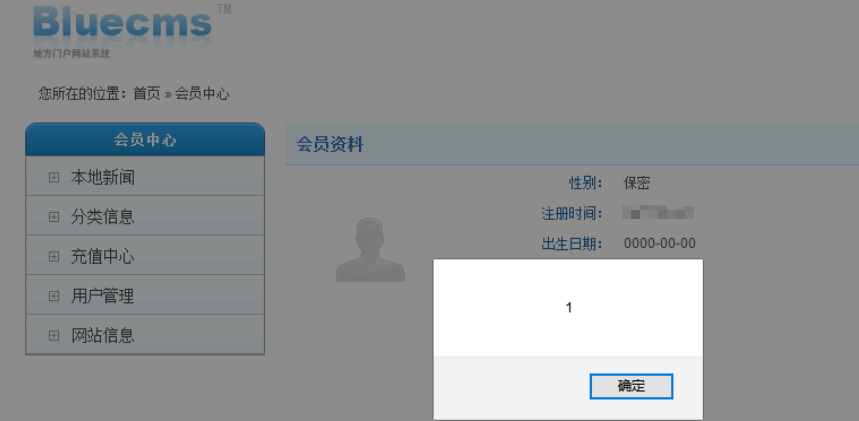 Bluecms TM
地方门户网站系统
您所在的位置：首页 » 会员中心
会员中心
会员资料
本地新闻
分类信息
充值中心
用户管理
网站信息
性别： 保密
注册时间：
出生日期： 0000-00-00
1
确定